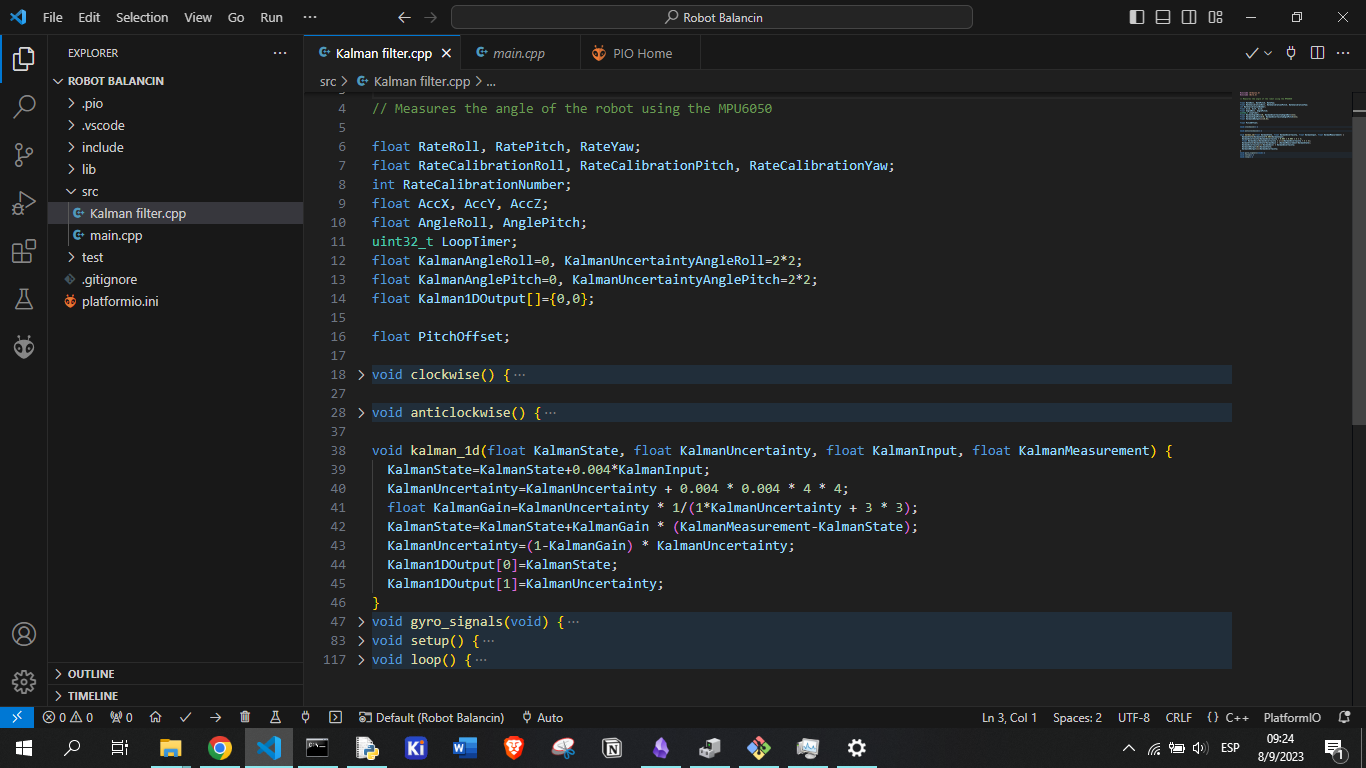 File Edit Selection View Go Run ···
Robot Balancin
EXPLORER ···
ROBOT BALANCIN
.pio
.vscode
include
lib
src
Kalman filter.cpp
main.cpp
test
.gitignore
platformio.ini
OUTLINE
TIMELINE
Kalman filter.cpp main.cpp PIO Home
src > Kalman filter.cpp > ...
4 // Measures the angle of the robot using the MPU6050
5
6 float RateRoll, RatePitch, RateYaw;
7 float RateCalibrationRoll, RateCalibrationPitch, RateCalibrationYaw;
8 int RateCalibrationNumber;
9 float AccX, AccY, AccZ;
10 float AngleRoll, AnglePitch;
11 uint32_t LoopTimer;
12 float KalmanAngleRoll=0, KalmanUncertaintyAngleRoll=2*2;
13 float KalmanAnglePitch=0, KalmanUncertaintyAnglePitch=2*2;
14 float Kalman1DOutput[]={0,0};
15
16 float PitchOffset;
17
18 void clockwise() { ···
27
28 void anticlockwise() { ···
37
38 void kalman_1d(float KalmanState, float KalmanUncertainty, float KalmanInput, float KalmanMeasurement) {
39 KalmanState=KalmanState+0.004*KalmanInput;
40 KalmanUncertainty=KalmanUncertainty + 0.004 * 0.004 * 4 * 4;
41 float KalmanGain=KalmanUncertainty * 1/(1*KalmanUncertainty + 3 * 3);
42 KalmanState=KalmanState+KalmanGain * (KalmanMeasurement-KalmanState);
43 KalmanUncertainty=(1-KalmanGain) * KalmanUncertainty;
44 Kalman1DOutput[0]=KalmanState;
45 Kalman1DOutput[1]=KalmanUncertainty;
46 }
47 void gyro_signals(void) { ···
83 void setup() { ···
117 void loop() { ···
0 0 0 Default (Robot Balancin) Auto Ln 3, Col 1 Spaces: 2 UTF-8 CRLF {} C++ PlatformIO
ESP
09:24
8/9/2023
1